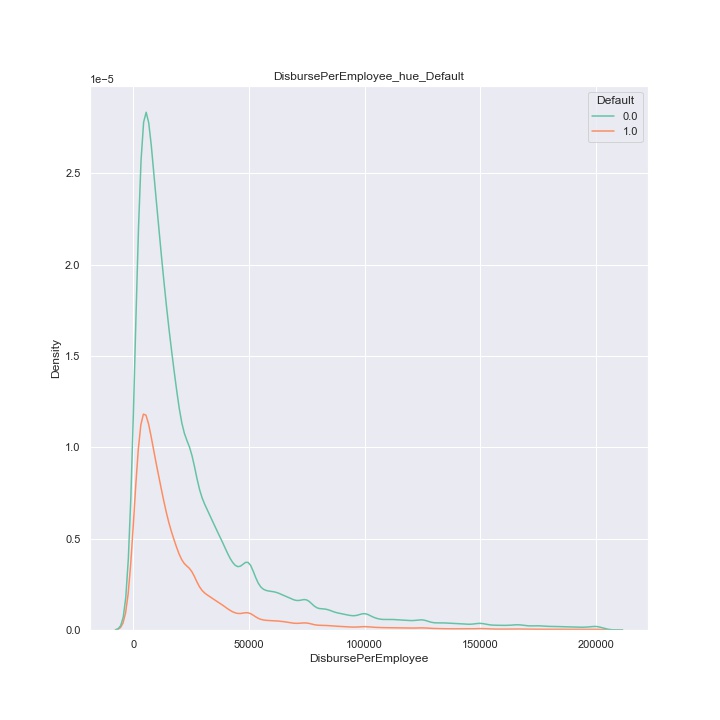 DisbursePerEmployee_hue_Default
1e−5
Default
0.0
1.0
2.5
2.0
1.5
1.0
0.5
0.0
Density
0
50000
100000
150000
200000
DisbursePerEmployee